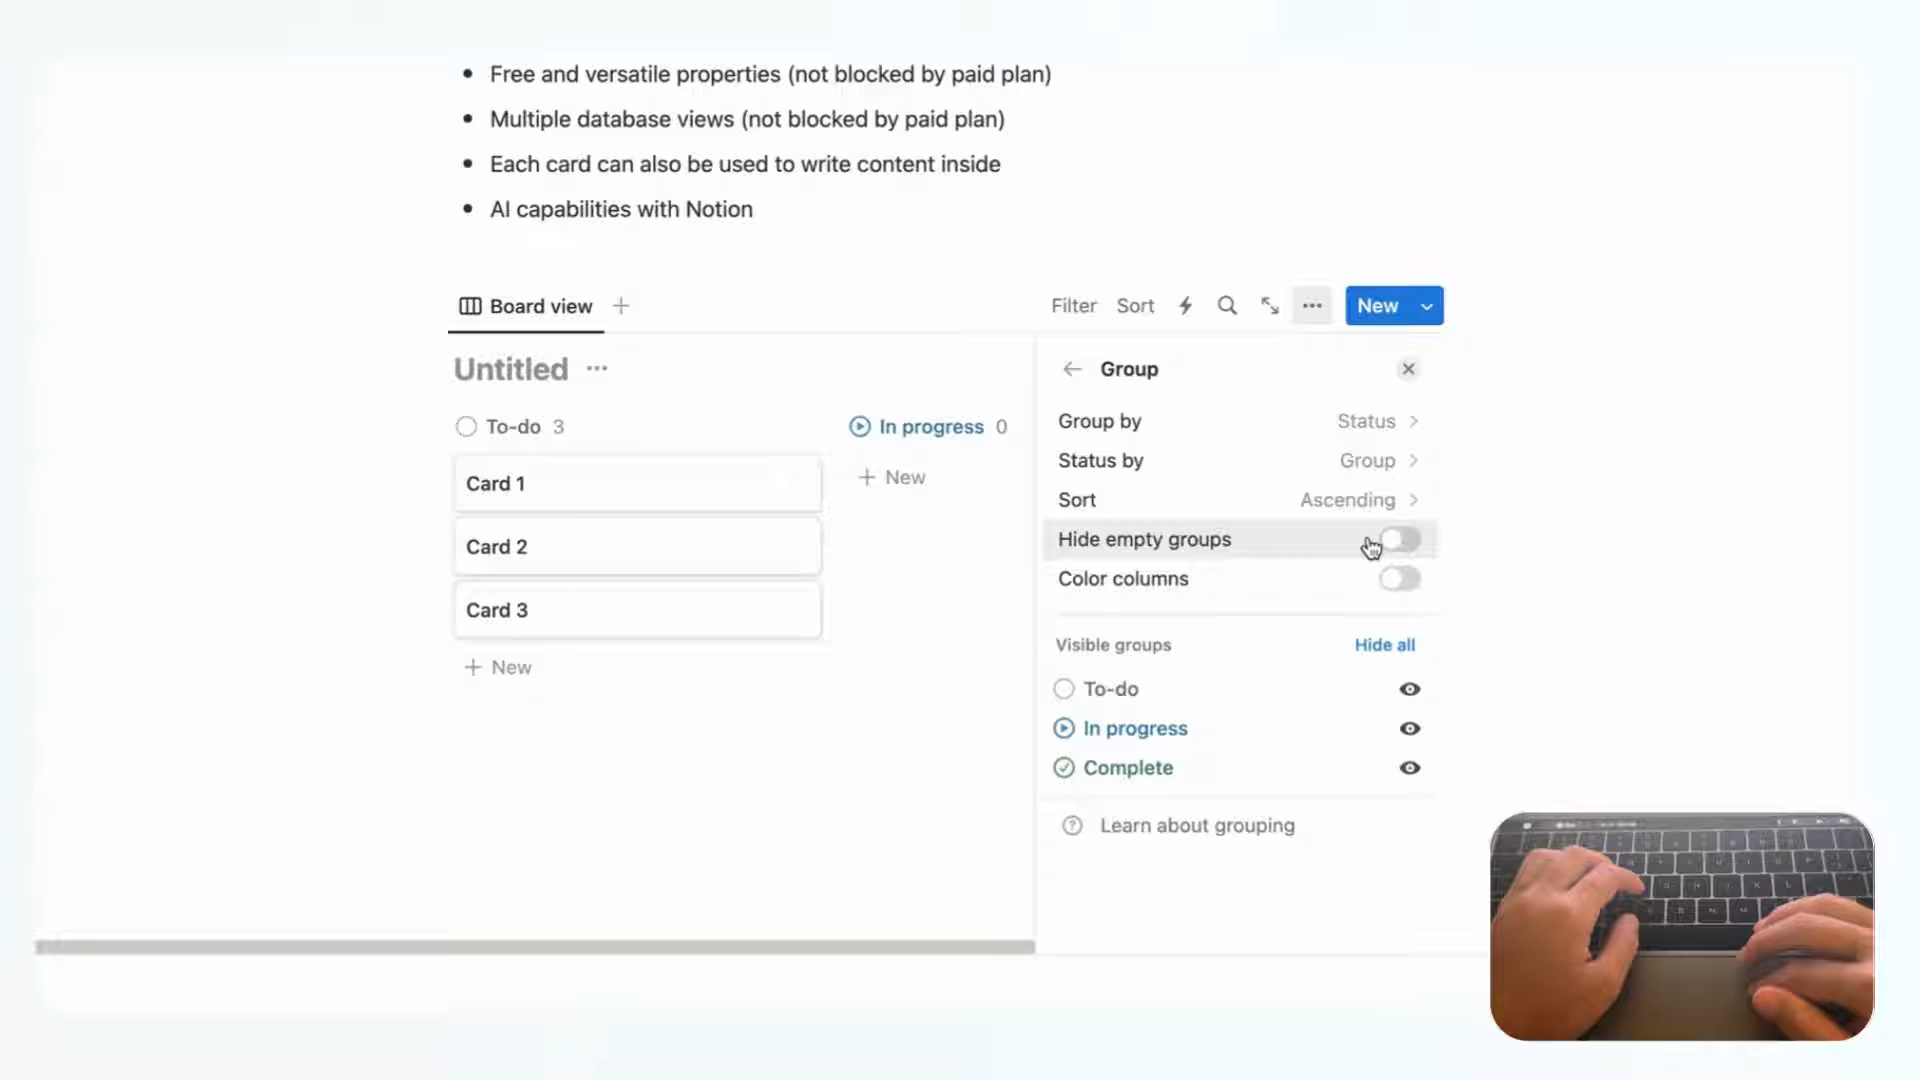 Free and versatile properties (not blocked by paid plan)
Multiple database views (not blocked by paid plan)
Each card can also be used to write content inside
AI capabilities with Notion
Board view
Filter Sort New
Untitled
To-do 3
In progress 0
Card 1
Card 2
Card 3
+ New
+ New
Group
Group by Status
Status by Group
Sort Ascending
Hide empty groups
Color columns
Visible groups Hide all
To-do
In progress
Complete
Learn about grouping